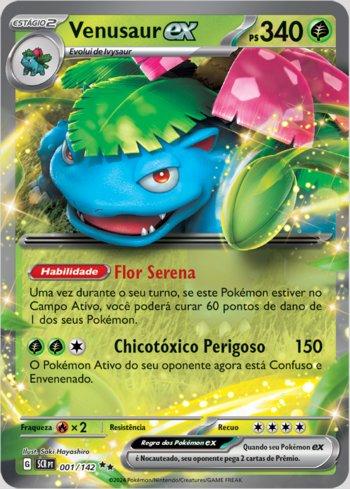 ESTÁGIO 2
Venusaur ex
PS 340
Evolui de Ivysaur
Habilidade Flor Serena
Uma vez durante o seu turno, se este Pokémon estiver no
Campo Ativo, você poderá curar 60 pontos de dano de
1 dos seus Pokémon.
Chicotóxico Perigoso 150
O Pokémon Ativo do seu oponente agora está Confuso e
Envenenado.
Fraqueza ×2 Resistência Recuo
Ilust. Saki Hayashiro
Regra dos Pokémon ex Quando seu Pokémon ex
é Nocauteado, seu oponente pega 2 cartas de Prêmio.
G SCR PT 001/142 ★★
©2024 Pokémon/Nintendo/Creatures/GAME FREAK